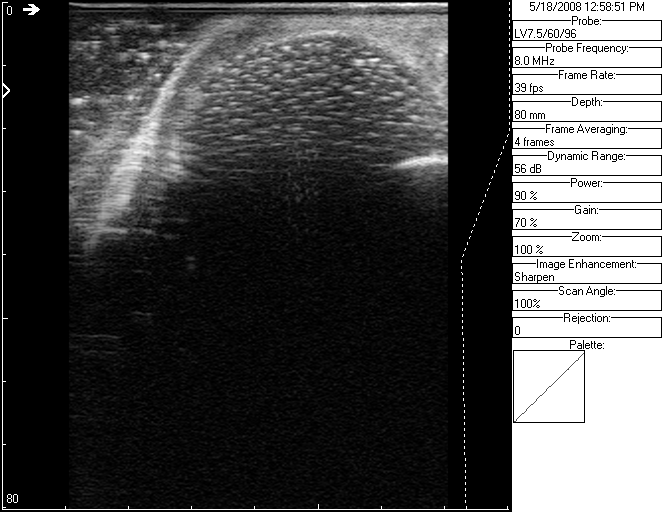 0
80
5/18/2008 12:58:51 PM
Probe:
LV7.5/60/96
Probe Frequency:
8.0 MHz
Frame Rate:
39 fps
Depth:
80 mm
Frame Averaging:
4 frames
Dynamic Range:
56 dB
Power:
90 %
Gain:
70 %
Zoom:
100 %
Image Enhancement:
Sharpen
Scan Angle:
100%
Rejection:
0
Palette: